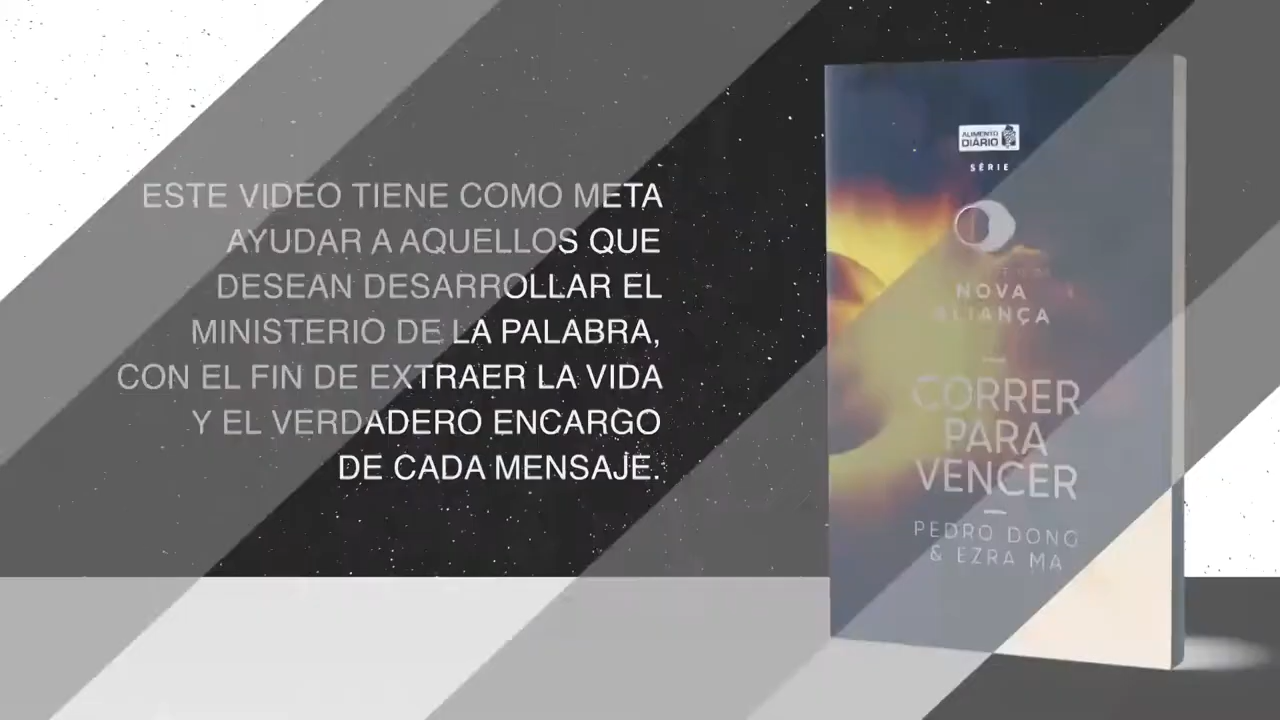 ESTE VIDEO TIENE COMO META
AYUDAR A AQUELLOS QUE
DESEAN DESARROLLAR EL
MINISTERIO DE LA PALABRA,
CON EL FIN DE EXTRAER LA VIDA
Y EL VERDADERO ENCARGO
DE CADA MENSAJE.
ALIMENTO
DIÁRIO
SÉRIE
NOVA
ALIANÇA
CORRER
PARA
VENCER
PEDRO DONG
& EZRA MA